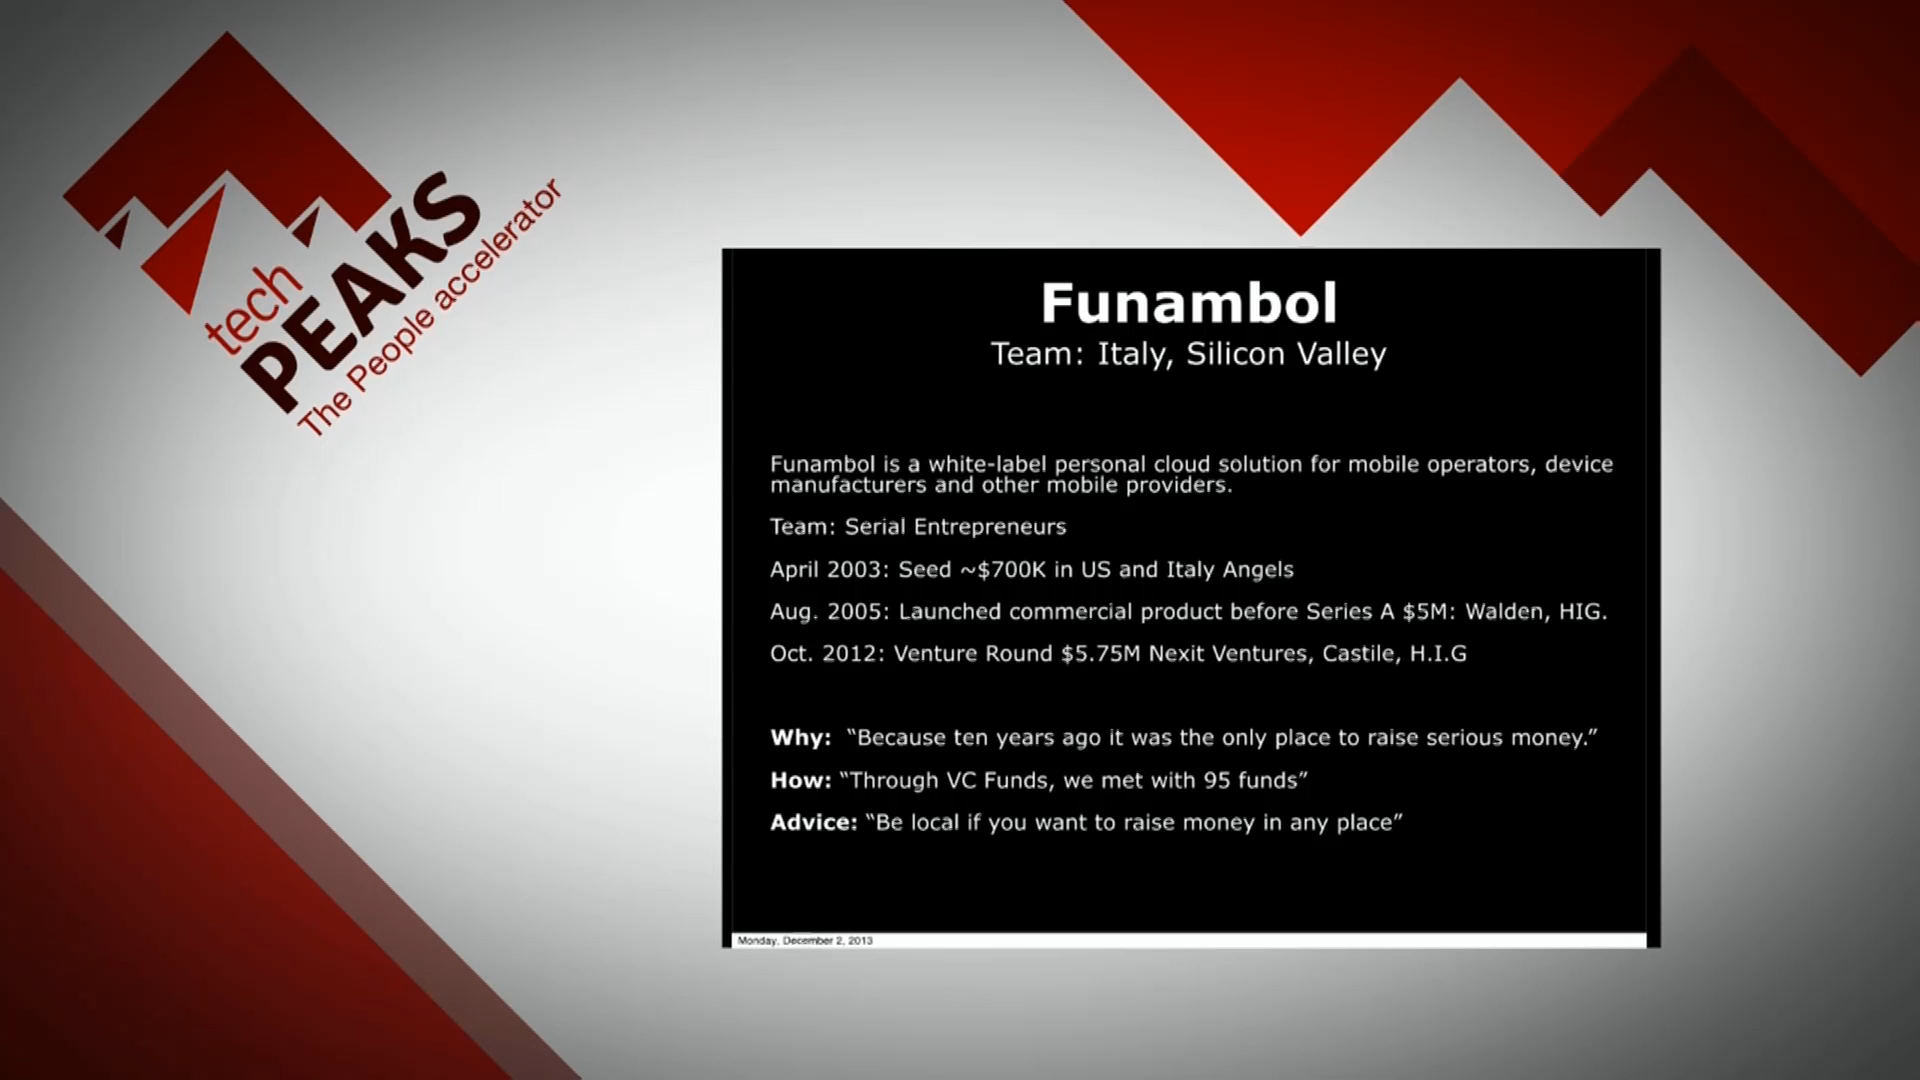 tech
PEAKS
The People accelerator
Funambol
Team: Italy, Silicon Valley
Funambol is a white-label personal cloud solution for mobile operators, device
manufacturers and other mobile providers.
Team: Serial Entrepreneurs
April 2003: Seed ~$700K in US and Italy Angels
Aug. 2005: Launched commercial product before Series A $5M: Walden, HIG.
Oct. 2012: Venture Round $5.75M Nexit Ventures, Castile, H.I.G
Why: “Because ten years ago it was the only place to raise serious money.”
How: “Through VC Funds, we met with 95 funds”
Advice: “Be local if you want to raise money in any place”
Monday, December 2, 2013